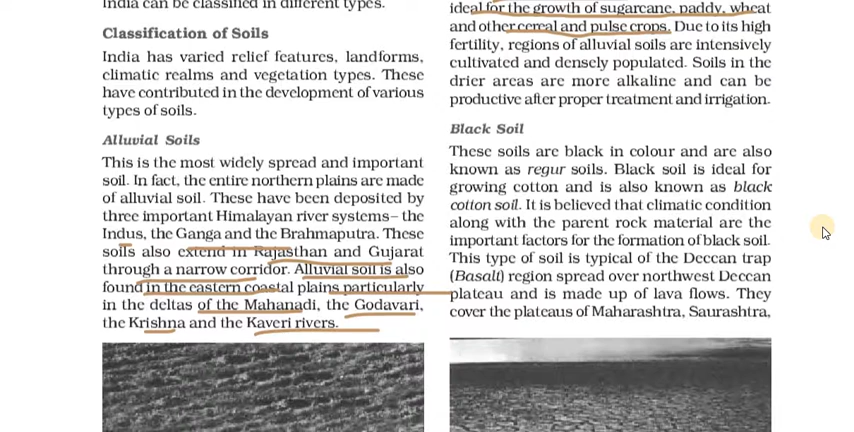 India can be classified in different types.
Classification of Soils
India has varied relief features, landforms,
climatic realms and vegetation types. These
have contributed in the development of various
types of soils.
Alluvial Soils
This is the most widely spread and important
soil. In fact, the entire northern plains are made
of alluvial soil. These have been deposited by
three important Himalayan river systems– the
Indus, the Ganga and the Brahmaputra. These
soils also extend in Rajasthan and Gujarat
through a narrow corridor. Alluvial soil is also
found in the eastern coastal plains particularly
in the deltas of the Mahanadi, the Godavari,
the Krishna and the Kaveri rivers.
ideal for the growth of sugarcane, paddy, wheat
and other cereal and pulse crops. Due to its high
fertility, regions of alluvial soils are intensively
cultivated and densely populated. Soils in the
drier areas are more alkaline and can be
productive after proper treatment and irrigation.
Black Soil
These soils are black in colour and are also
known as regur soils. Black soil is ideal for
growing cotton and is also known as black
cotton soil. It is believed that climatic condition
along with the parent rock material are the
important factors for the formation of black soil.
This type of soil is typical of the Deccan trap
(Basalt) region spread over northwest Deccan
plateau and is made up of lava flows. They
cover the plateaus of Maharashtra, Saurashtra,